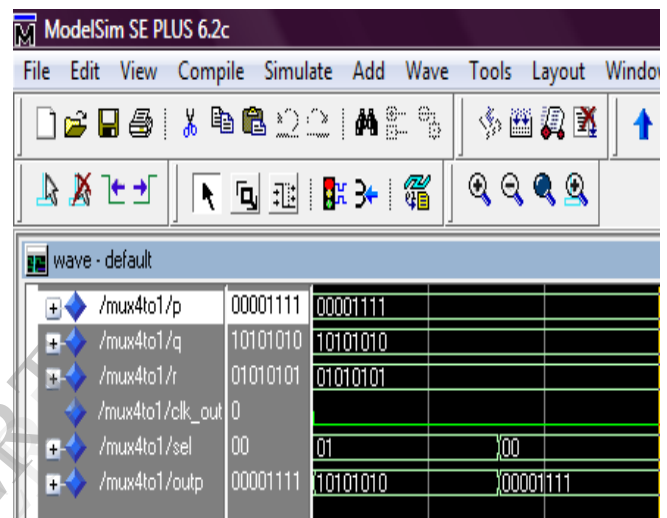 ModelSim SE PLUS 6.2c
File Edit View Compile Simulate Add Wave Tools Layout Window
wave - default
/mux4to1/p 00001111 00001111
/mux4to1/q 10101010 10101010
/mux4to1/r 01010101 01010101
/mux4to1/clk_out 0
/mux4to1/sel 00 01 00
/mux4to1/outp 00001111 10101010 00001111